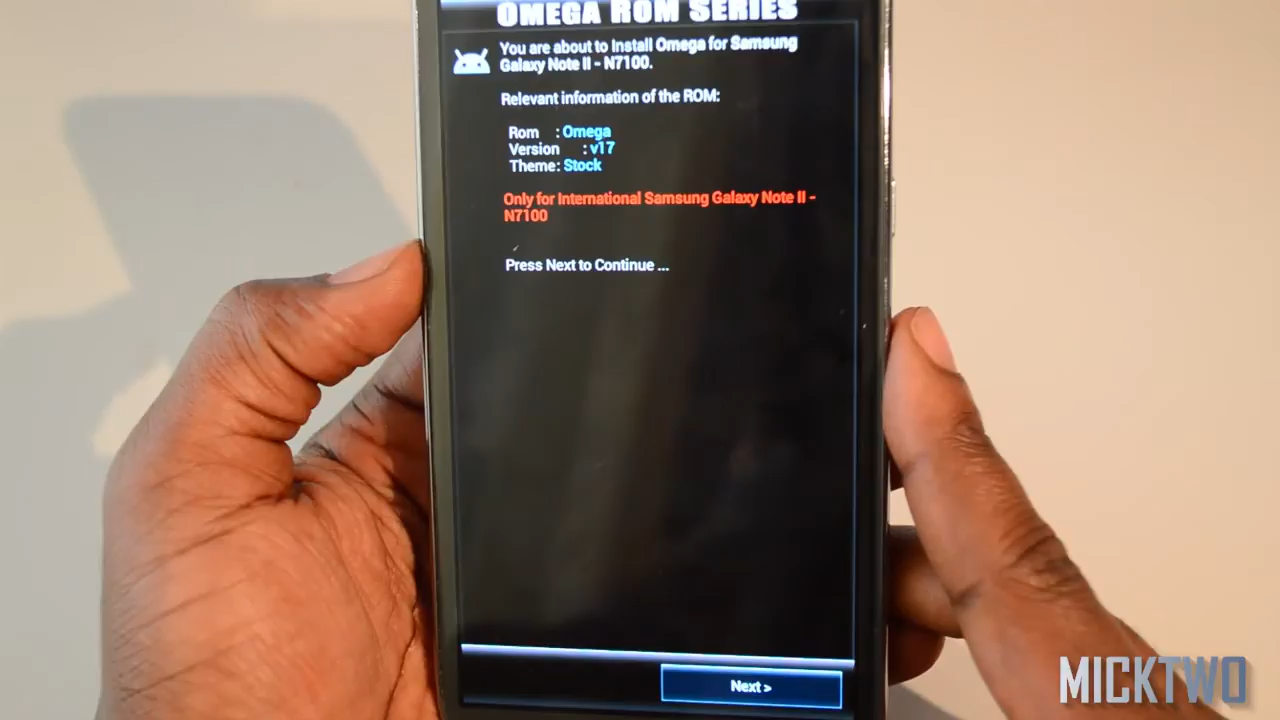 OMEGA ROM SERIES
You are about to Install Omega for Samsung
Galaxy Note II - N7100.
Relevant information of the ROM:
Rom : Omega
Version : v17
Theme: Stock
Only for International Samsung Galaxy Note II -
N7100
Press Next to Continue ...
Next >
MICKTWO